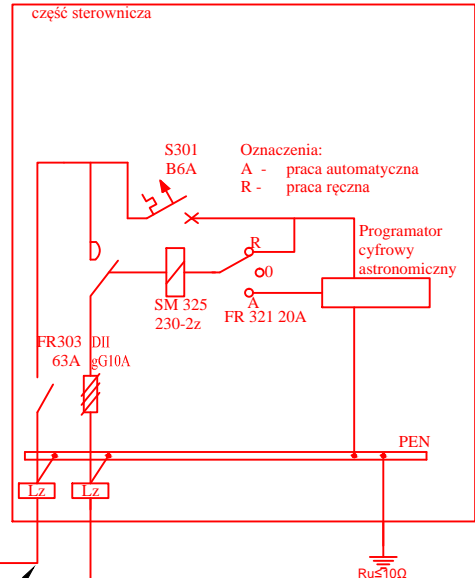 część sterownicza
S301
B6A
Oznaczenia:
A - praca automatyczna
R - praca ręczna
R
0
A
Programator
cyfrowy
astronomiczny
SM 325
230-2z
FR 321 20A
FR303
63A
DII
gG10A
PEN
Lz
Lz
Ru≤10Ω